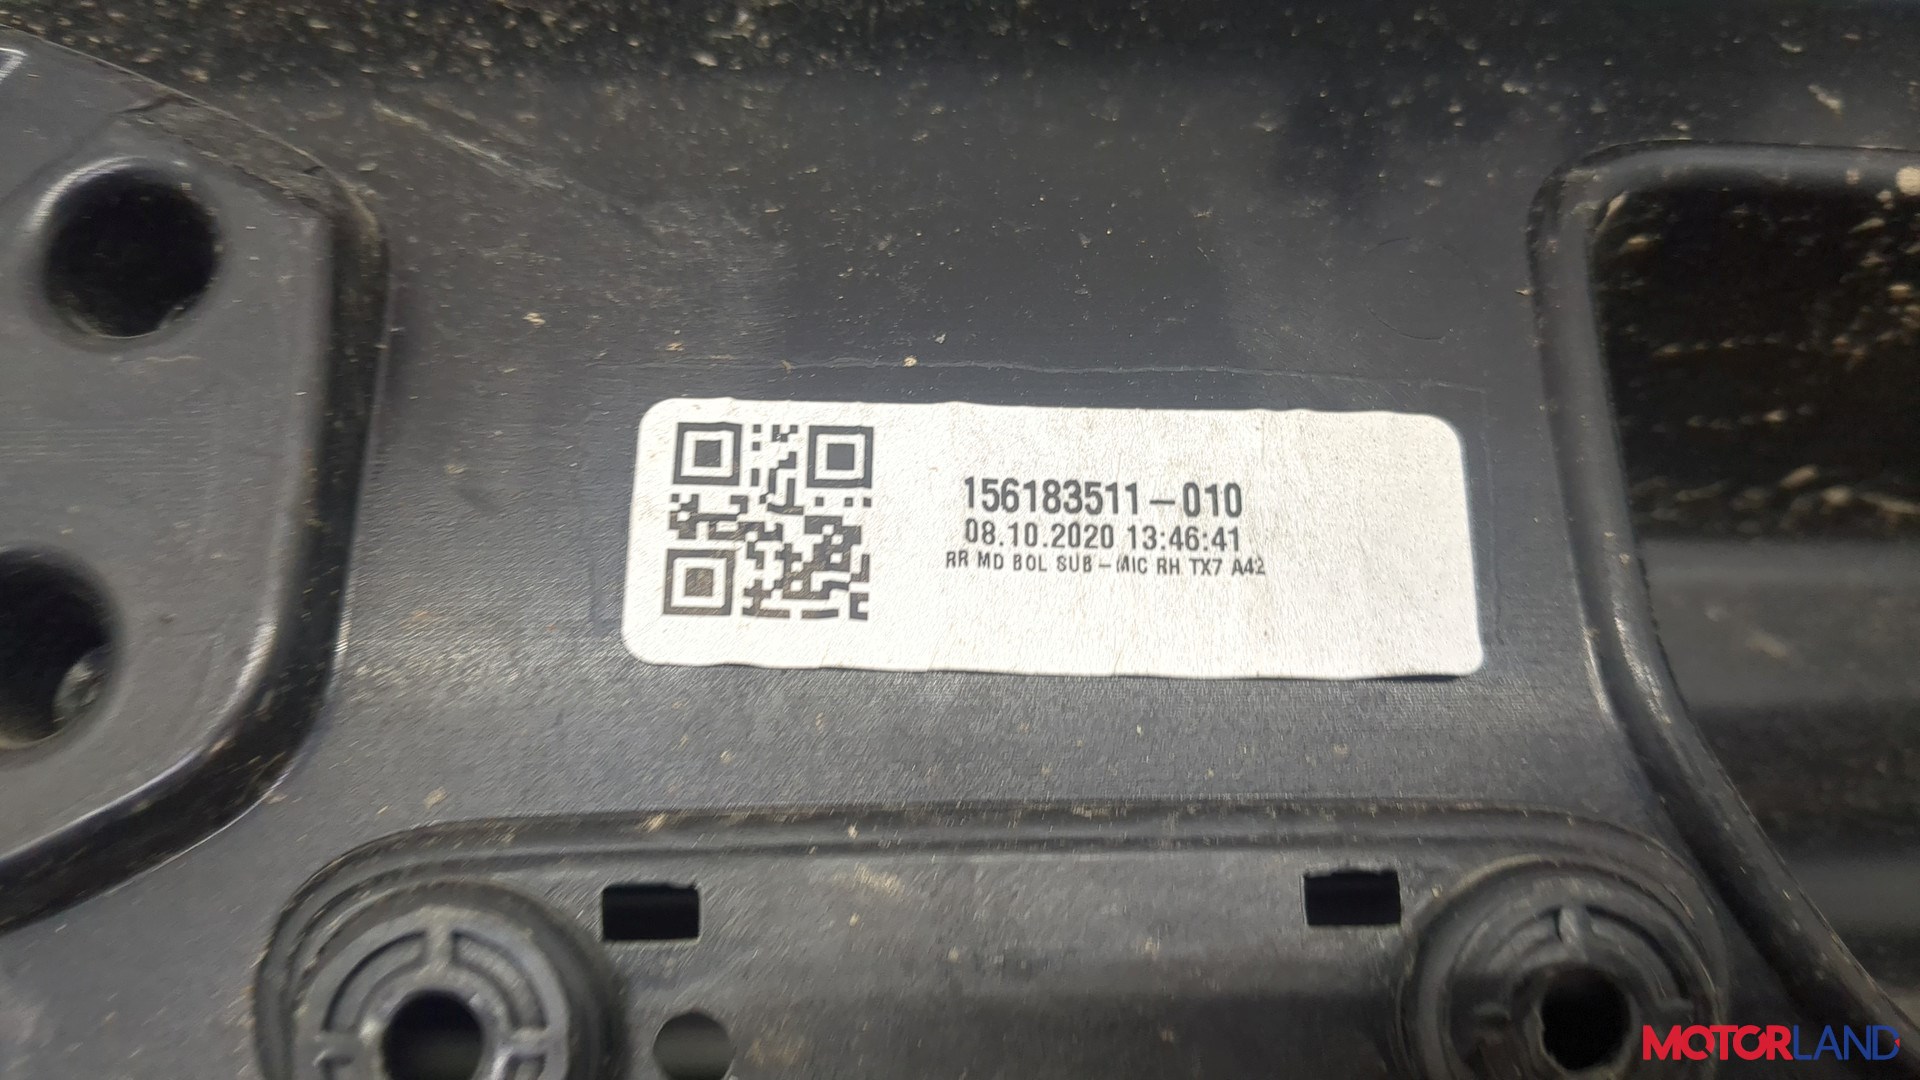 156183511-010
08.10.2020 13:46:41
RR MD BOL SUB-MIC RH TX7 A42
MOTORLAND